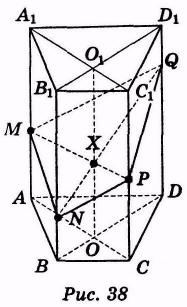 A₁ D₁
O₁ Q
B₁ C₁
M X
P
A N D
O
B C
Рис. 38